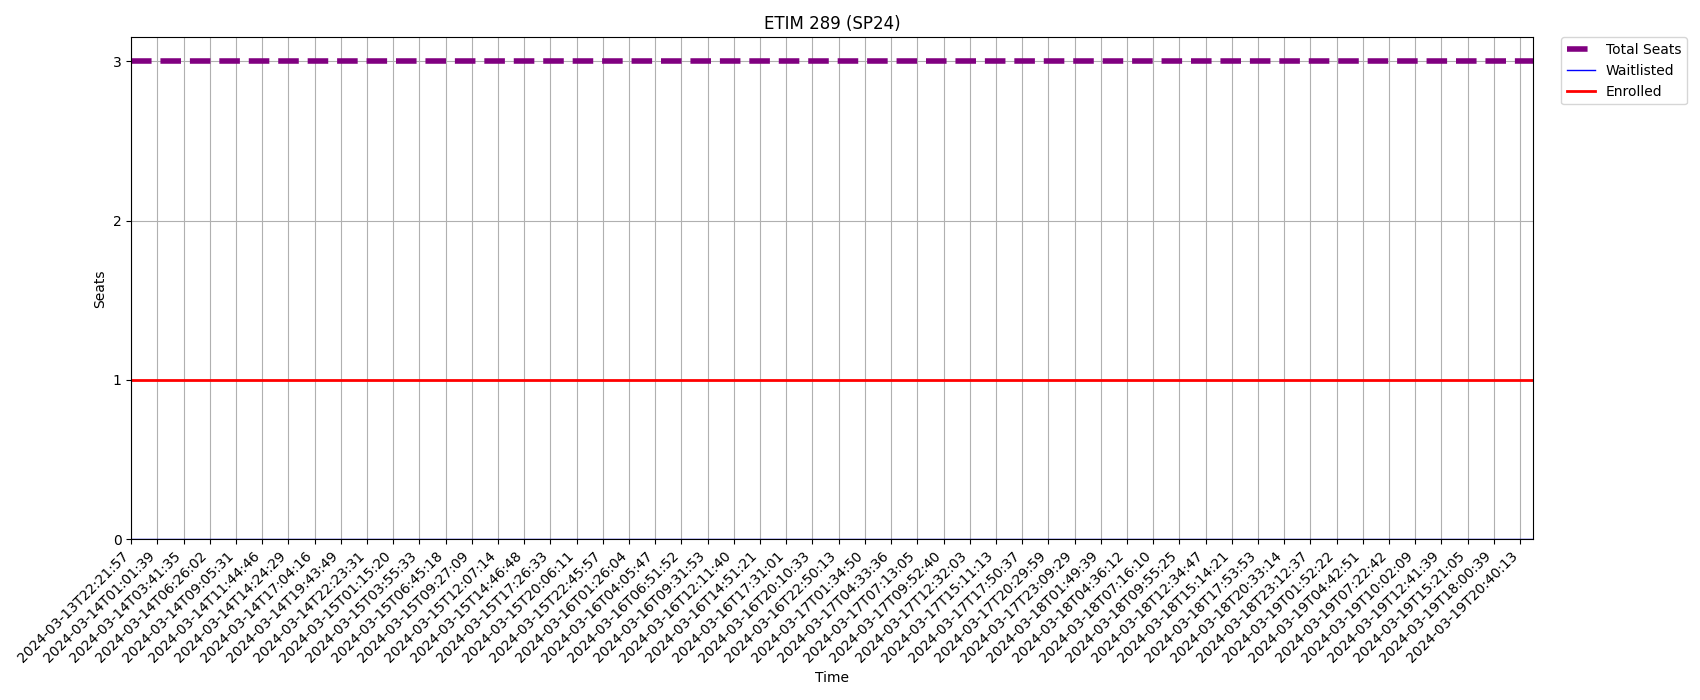 ETIM 289 (SP24)
Total Seats
Waitlisted
Enrolled
Seats
3
2
1
0
2024-03-13T22:21:57
2024-03-14T01:01:39
2024-03-14T03:41:35
2024-03-14T06:26:02
2024-03-14T09:05:31
2024-03-14T11:44:46
2024-03-14T14:24:29
2024-03-14T17:04:16
2024-03-14T19:43:49
2024-03-14T22:23:31
2024-03-15T01:15:20
2024-03-15T03:55:33
2024-03-15T06:45:18
2024-03-15T09:27:09
2024-03-15T12:07:14
2024-03-15T14:46:48
2024-03-15T17:26:33
2024-03-15T20:06:11
2024-03-15T22:45:57
2024-03-16T01:26:04
2024-03-16T04:05:47
2024-03-16T06:51:52
2024-03-16T09:31:53
2024-03-16T12:11:40
2024-03-16T14:51:21
2024-03-16T17:31:01
2024-03-16T20:10:33
2024-03-16T22:50:13
2024-03-17T01:34:50
2024-03-17T04:33:36
2024-03-17T07:13:05
2024-03-17T09:52:40
2024-03-17T12:32:03
2024-03-17T15:11:13
2024-03-17T17:50:37
2024-03-17T20:29:59
2024-03-17T23:09:29
2024-03-18T01:49:39
2024-03-18T04:36:12
2024-03-18T07:16:10
2024-03-18T09:55:25
2024-03-18T12:34:47
2024-03-18T15:14:21
2024-03-18T17:53:53
2024-03-18T20:33:14
2024-03-18T23:12:37
2024-03-19T01:52:22
2024-03-19T04:42:51
2024-03-19T07:22:42
2024-03-19T10:02:09
2024-03-19T12:41:39
2024-03-19T15:21:05
2024-03-19T18:00:39
2024-03-19T20:40:13
Time